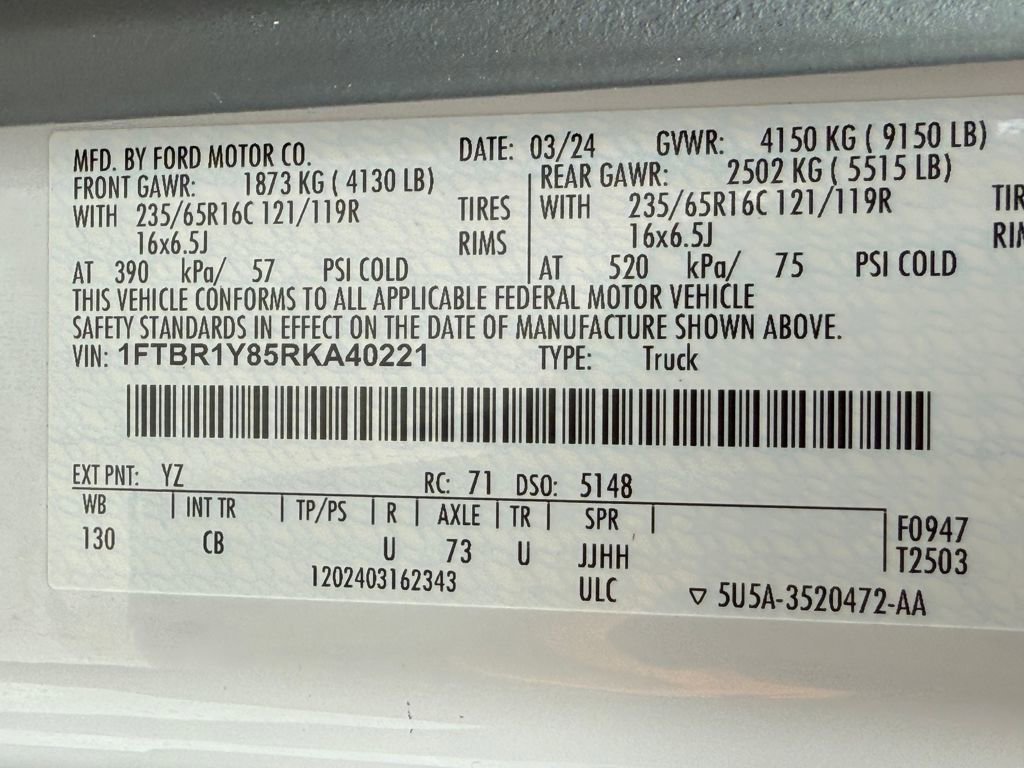 MFD. BY FORD MOTOR CO. DATE: 03/24 GVWR: 4150 KG ( 9150 LB)
FRONT GAWR: 1873 KG ( 4130 LB) REAR GAWR: 2502 KG ( 5515 LB)
WITH 235/65R16C 121/119R TIRES WITH 235/65R16C 121/119R
16x6.5J RIMS 16x6.5J
AT 390 kPa/ 57 PSI COLD AT 520 kPa/ 75 PSI COLD
THIS VEHICLE CONFORMS TO ALL APPLICABLE FEDERAL MOTOR VEHICLE
SAFETY STANDARDS IN EFFECT ON THE DATE OF MANUFACTURE SHOWN ABOVE.
VIN: 1FTBR1Y85RKA40221 TYPE: Truck
EXT PNT: YZ RC: 71 DSO: 5148
WB | INT TR | TP/PS | R | AXLE | TR | SPR | F0947
130 CB U 73 U JJHH T2503
1202403162343 ULC ▽ 5U5A-3520472-AA